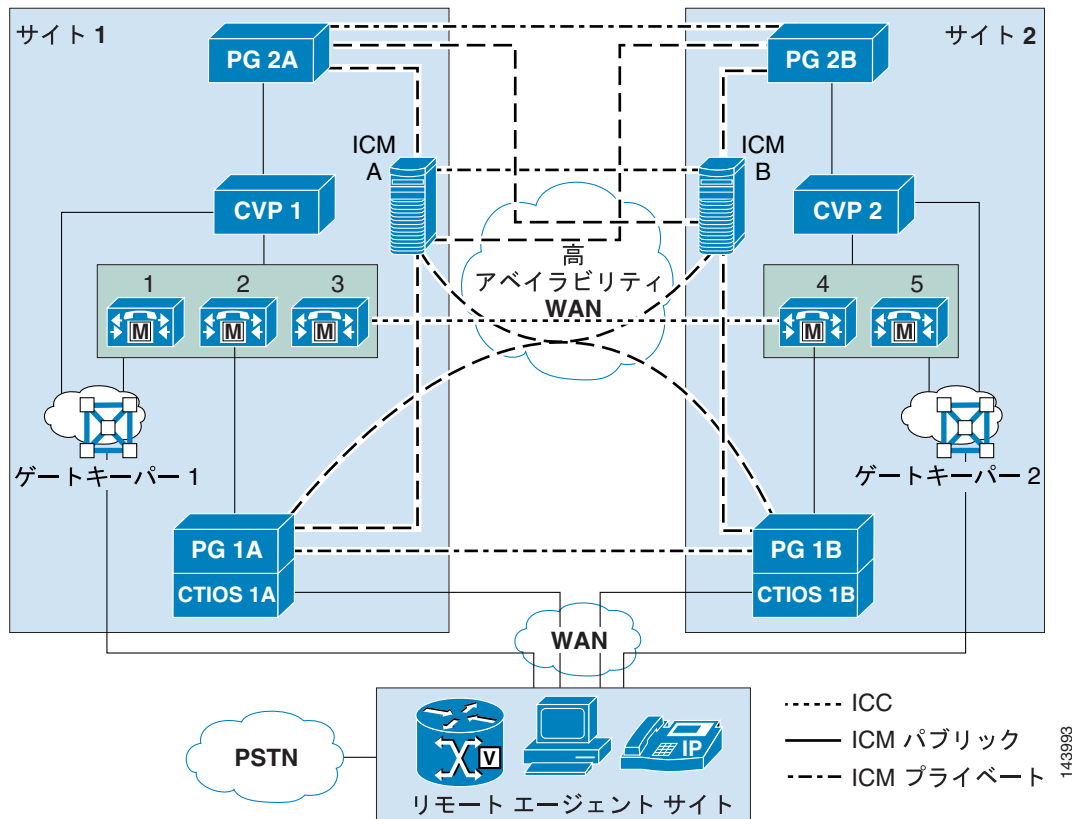 サイト 1
サイト 2
PG 2A
PG 2B
ICM
A
ICM
B
CVP 1
CVP 2
高
アベイラビリティ
WAN
1
2
3
4
5
M
M
M
M
M
ゲートキーパー 1
ゲートキーパー 2
PG 1A
CTIOS 1A
PG 1B
CTIOS 1B
WAN
PSTN
V
IP
リモート エージェント サイト
ICC
ICM パブリック
ICM プライベート
143993